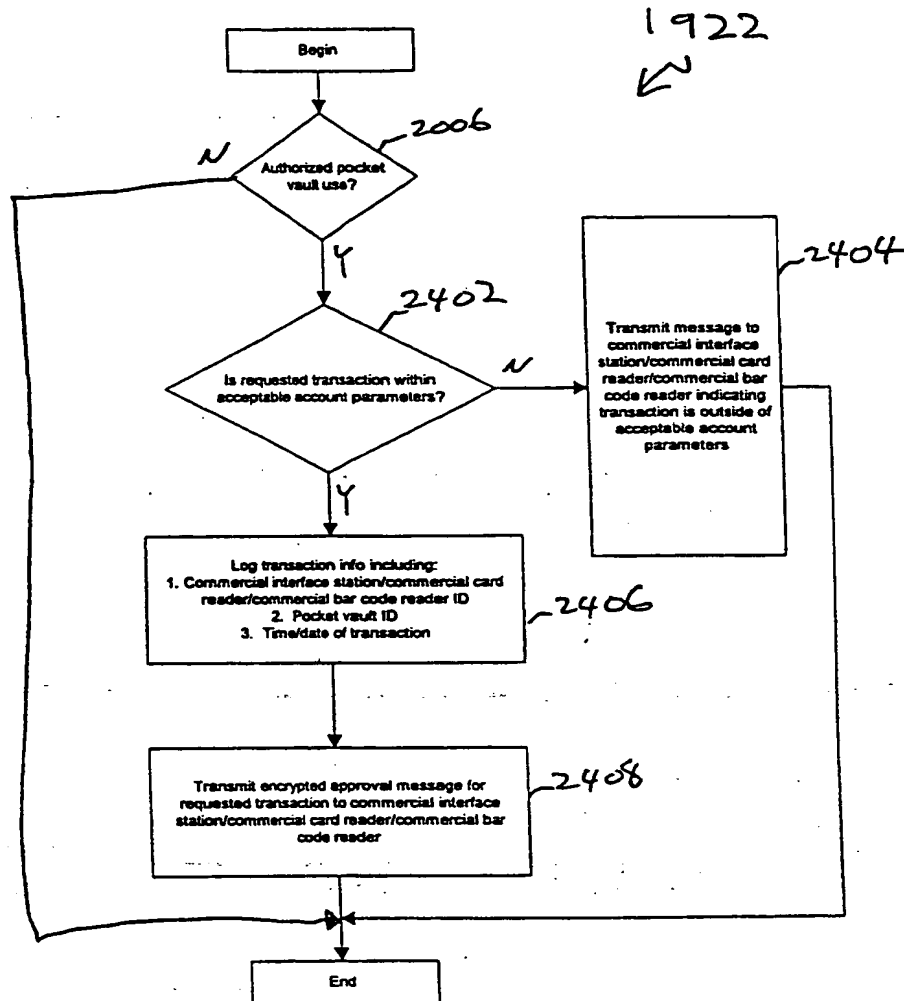 1922
Begin
2006
N
Authorized pocket
vault use?
Y
2402
2404
Is requested transaction within
acceptable account parameters?
N
Transmit message to
commercial interface
station/commercial card
reader/commercial bar
code reader indicating
transaction is outside of
acceptable account
parameters
Y
Log transaction info including:
1. Commercial interface station/commercial card
reader/commercial bar code reader ID
2. Pocket vault ID
3. Time/date of transaction
2406
Transmit encrypted approval message for
requested transaction to commercial interface
station/commercial card reader/commercial bar
code reader
2408
End